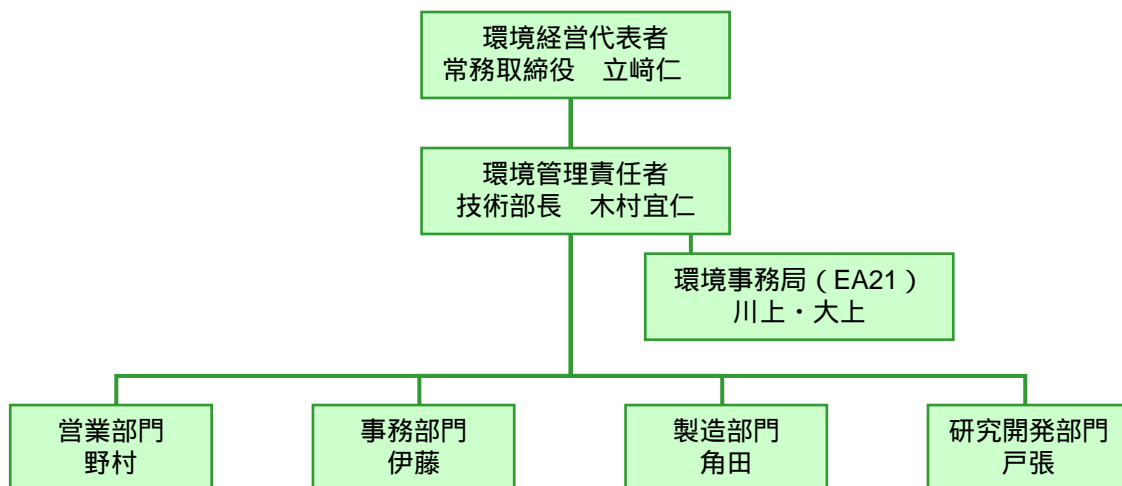 環境経営代表者
常務取締役　立﨑仁
環境管理責任者
技術部長　木村宜仁
環境事務局（EA21）
川上・大上
営業部門
野村
事務部門
伊藤
製造部門
角田
研究開発部門
戸張